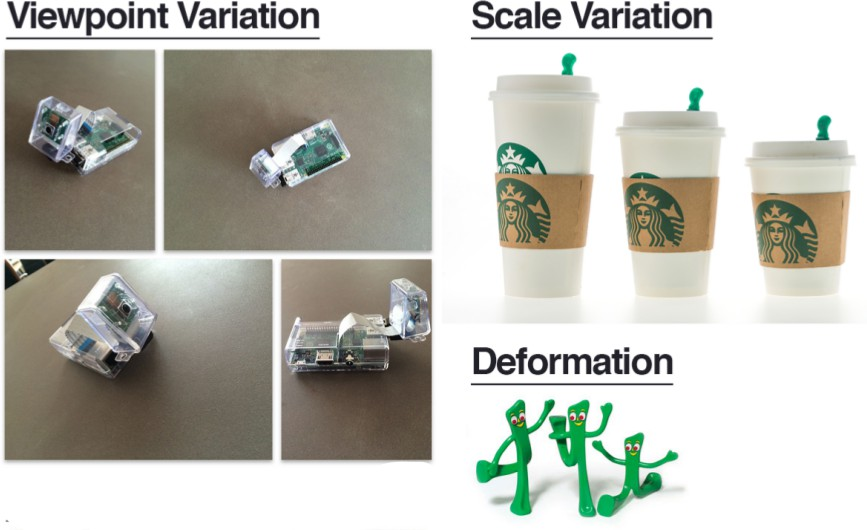 Viewpoint Variation
Scale Variation
Deformation